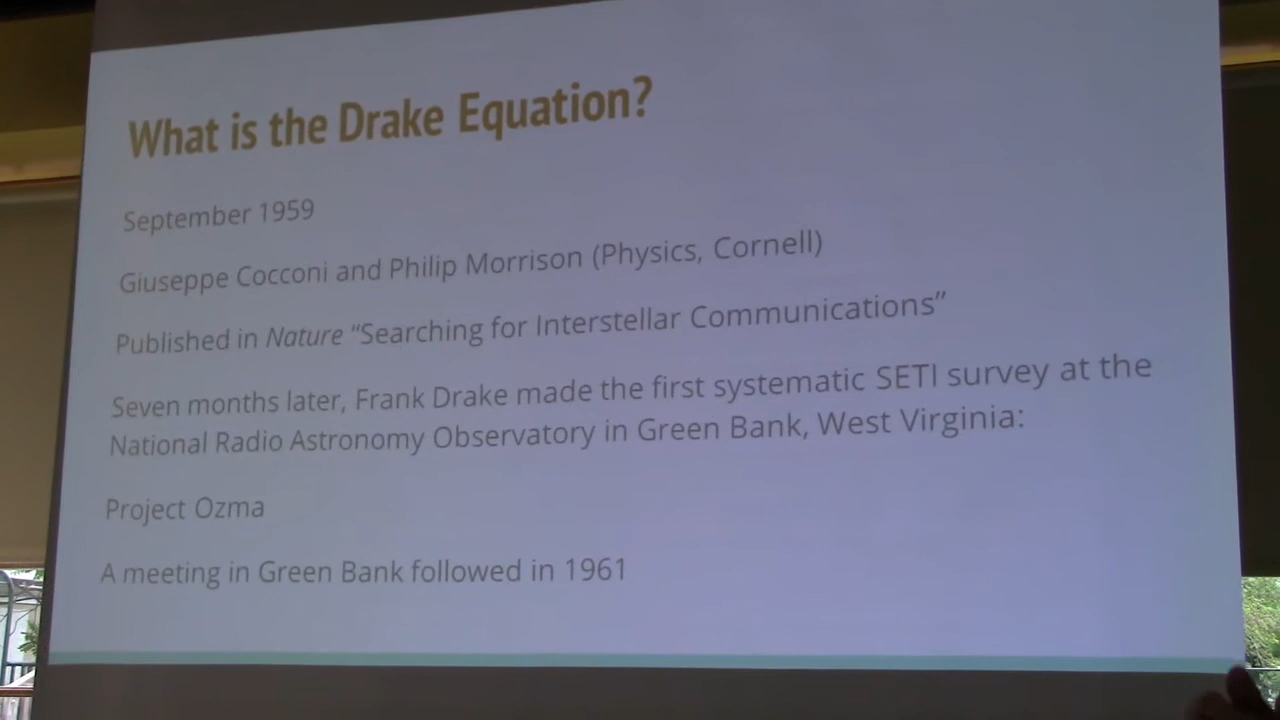 What is the Drake Equation?
September 1959
Giuseppe Cocconi and Philip Morrison (Physics, Cornell)
Published in Nature “Searching for Interstellar Communications”
Seven months later, Frank Drake made the first systematic SETI survey at the
National Radio Astronomy Observatory in Green Bank, West Virginia:
Project Ozma
A meeting in Green Bank followed in 1961